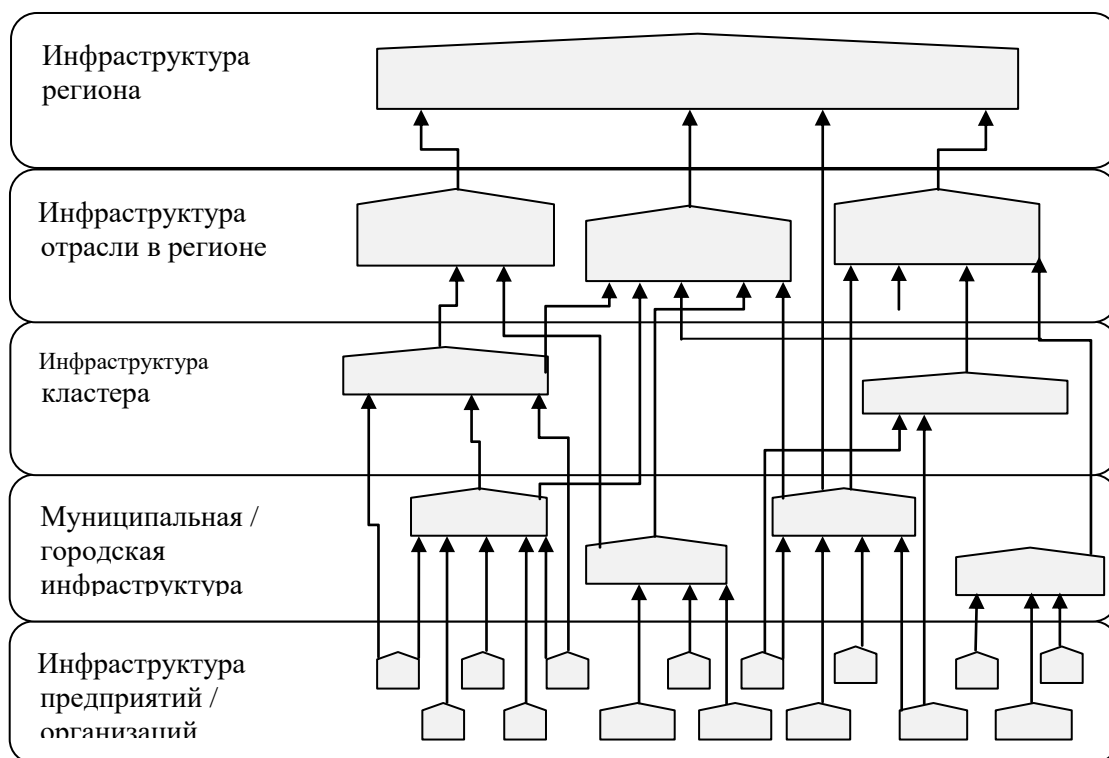 Инфраструктура
региона
Инфраструктура
отрасли в регионе
Инфраструктура
кластера
Муниципальная /
городская
инфраструктура
Инфраструктура
предприятий /
организаций